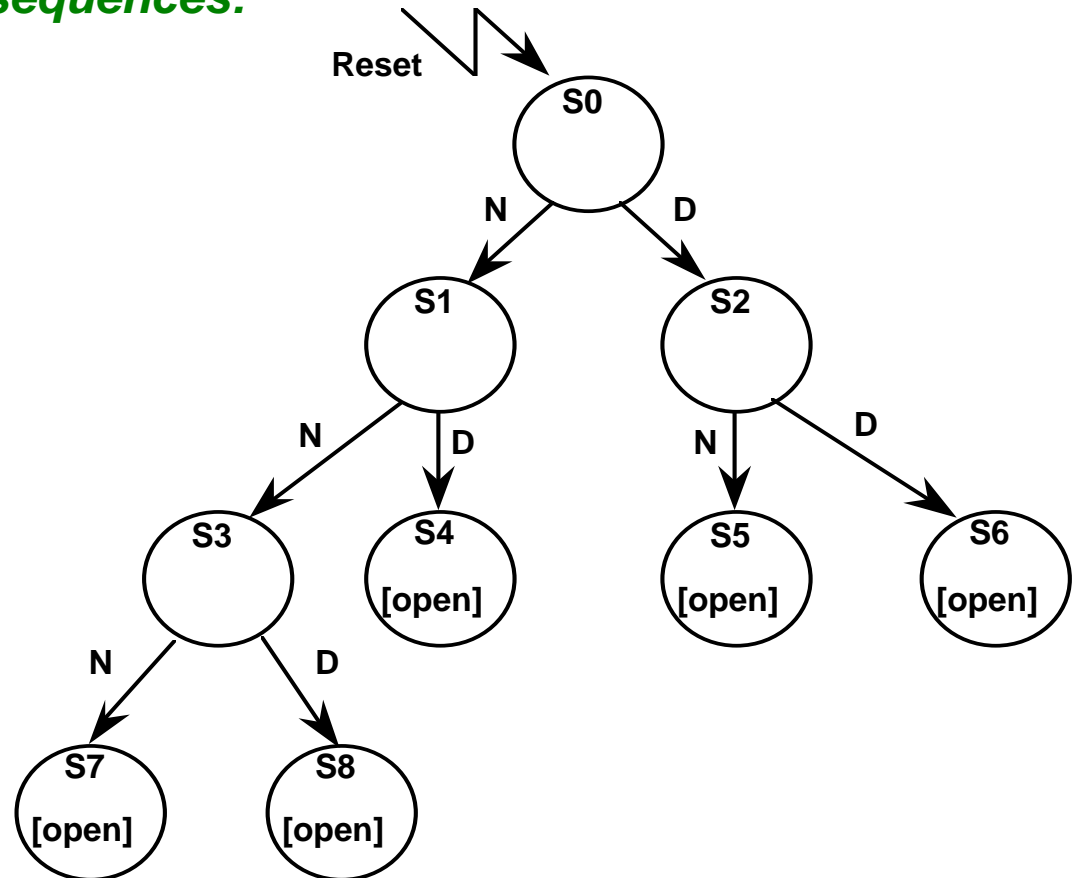 sequences:
Reset
S0
N
D
S1
S2
N
D
N
D
S3
S4
[open]
S5
[open]
S6
[open]
N
D
S7
[open]
S8
[open]